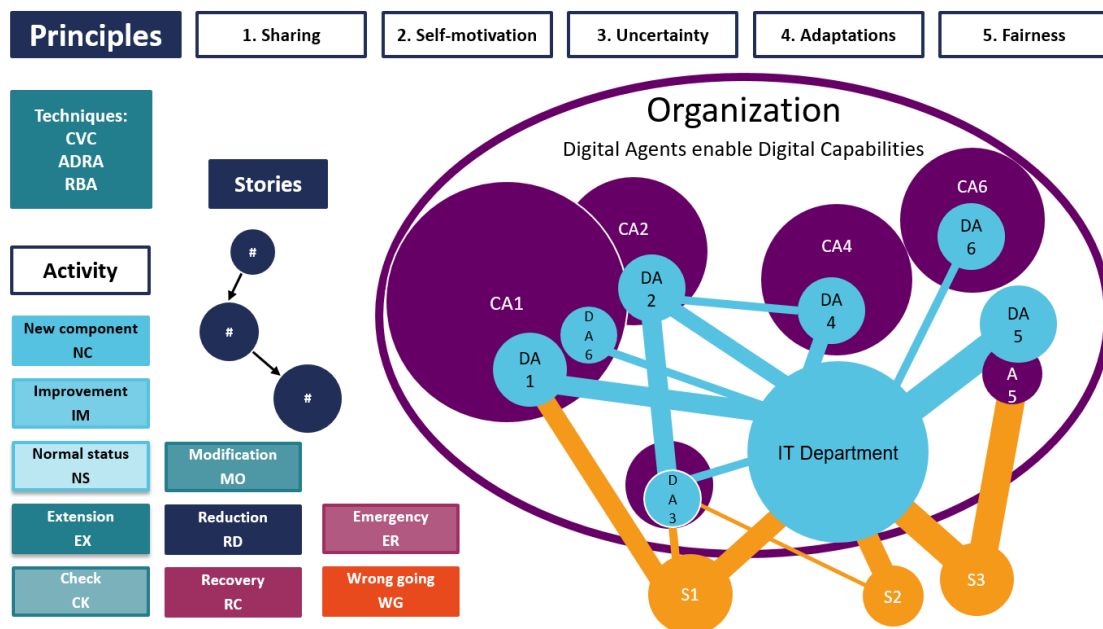 Principles
1. Sharing
2. Self-motivation
3. Uncertainty
4. Adaptations
5. Fairness
Techniques:
CVC
ADRA
RBA
Stories
#
#
#
Activity
New component
NC
Improvement
IM
Normal status
NS
Modification
MO
Extension
EX
Reduction
RD
Emergency
ER
Check
CK
Recovery
RC
Wrong going
WG
Organization
Digital Agents enable Digital Capabilities
CA1
CA2
CA4
CA6
DA
1
DA
2
D
A
6
DA
4
DA
6
DA
5
A
5
D
A
3
IT Department
S1
S2
S3